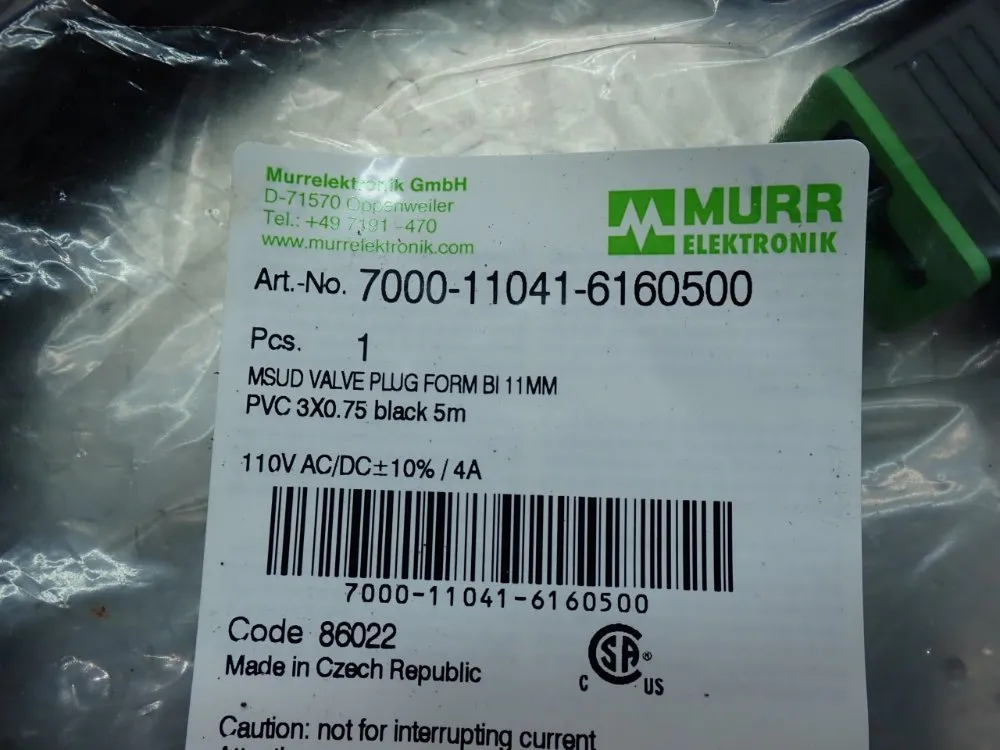 Murrelektronik GmbH
D-71570 Oppenweiler
Tel.: +49 7191 -470
www.murrelektronik.com
MURR
ELEKTRONIK
Art.-No. 7000-11041-6160500
Pcs. 1
MSUD VALVE PLUG FORM BI 11MM
PVC 3X0.75 black 5m
110V AC/DC±10% / 4A
7000-11041-6160500
Code 86022
Made in Czech Republic
C SA ® US
Caution: not for interrupting current